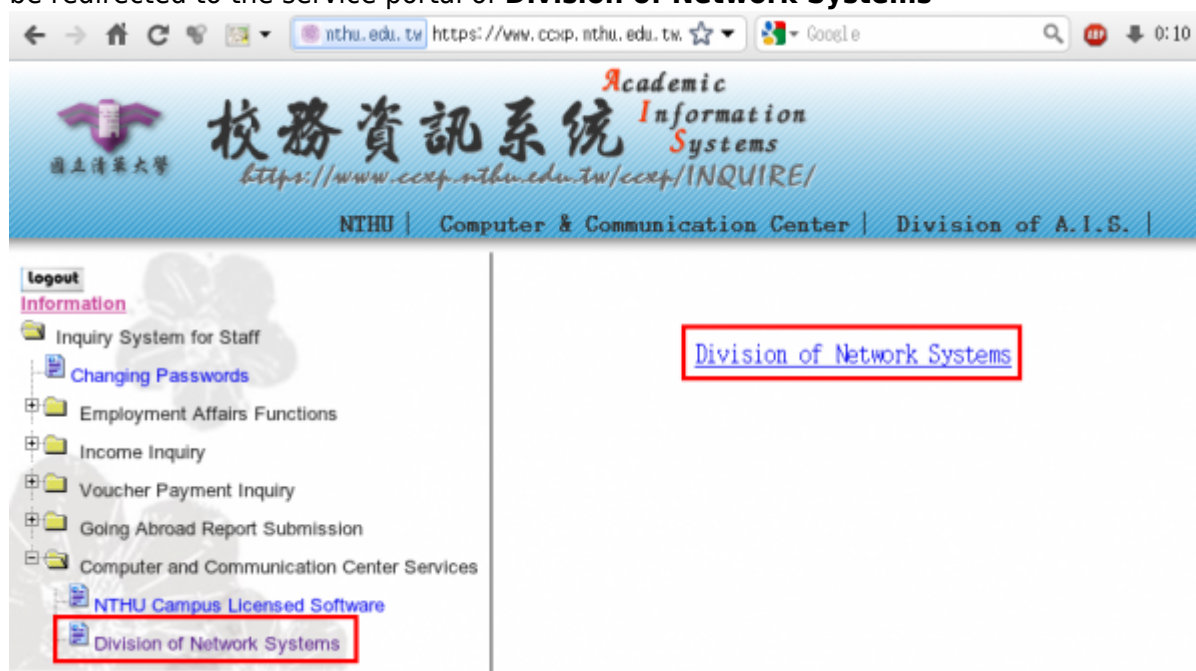 be redirected to the service portal of Division of Network Systems
nthu.edu.tw https://www.ccxp.nthu.edu.tw. Google 0:10
Academic
Information
Systems
校務資訊系統
國立清華大學
https://www.ccxp.nthu.edu.tw/ccxp/INQUIRE/
NTHU | Computer & Communication Center | Division of A.I.S. |
logout
Information
Inquiry System for Staff
Changing Passwords
Employment Affairs Functions
Income Inquiry
Voucher Payment Inquiry
Going Abroad Report Submission
Computer and Communication Center Services
NTHU Campus Licensed Software
Division of Network Systems
Division of Network Systems